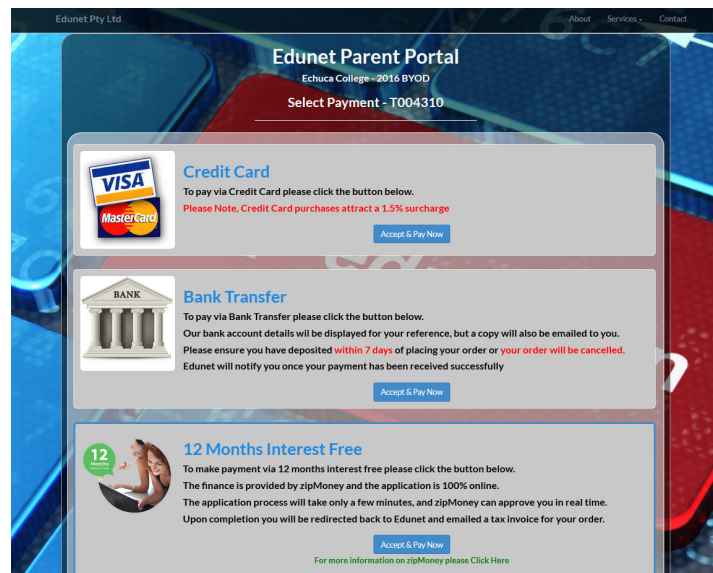 Edunet Pty Ltd
About Services Contact
Edunet Parent Portal
Echuca College - 2016 BYOD
Select Payment - T004310
VISA
MasterCard
Credit Card
To pay via Credit Card please click the button below.
Please Note, Credit Card purchases attract a 1.5% surcharge
Accept & Pay Now
BANK
Bank Transfer
To pay via Bank Transfer please click the button below.
Our bank account details wil be displayed for your reference, but a copy will also be emailed to you.
Please ensure you have deposited within 7 days of placing your order or your order will be cancelled.
Edunet will notify you once your payment has been received successfully
Accept & Pay Now
12
Months
12 Months Interest Free
To make payment via 12 months interest free please click the button below.
The finance is provided by zipMoney and the application is 100% online.
The application process will take only a few minutes, and zipMoney can approve you in real time.
Upon completion you will be redirected back to Edunet and emailed a tax invoice for your order.
Accept & Pay Now
For more information on zipMoney please Click Here